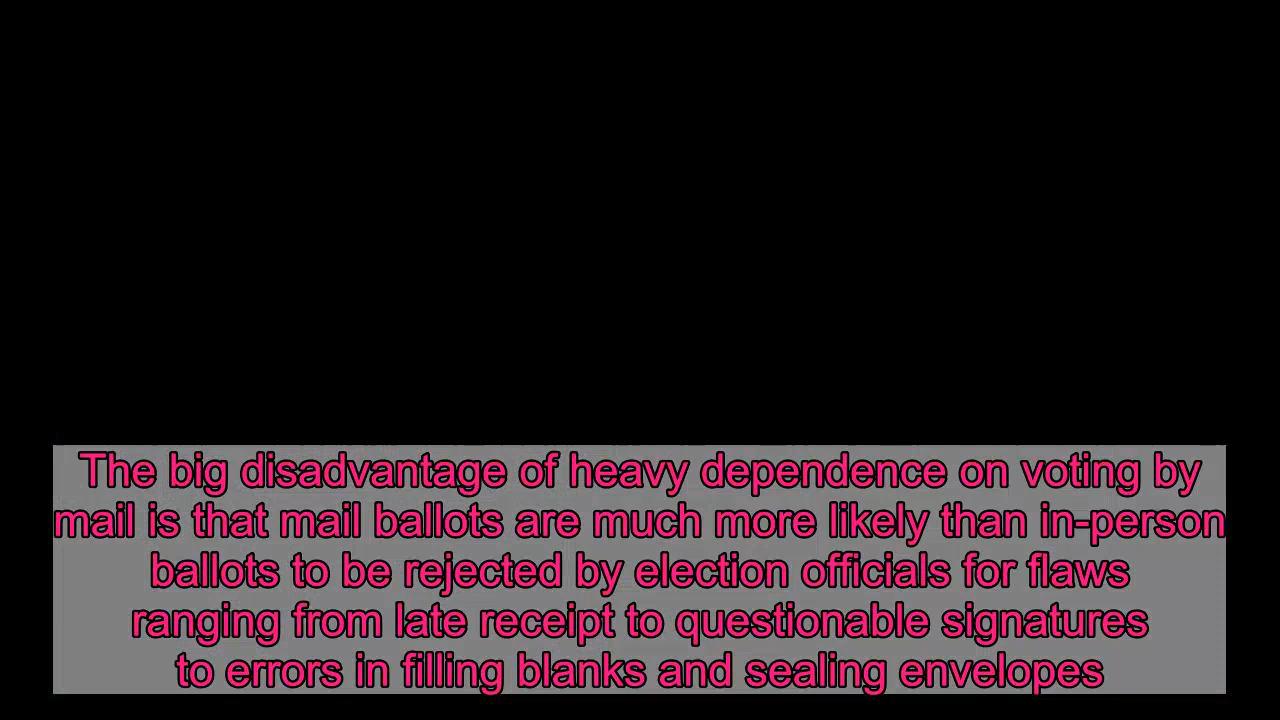 The big disadvantage of heavy dependence on voting by
mail is that mail ballots are much more likely than in-person
ballots to be rejected by election officials for flaws
ranging from late receipt to questionable signatures
to errors in filling blanks and sealing envelopes